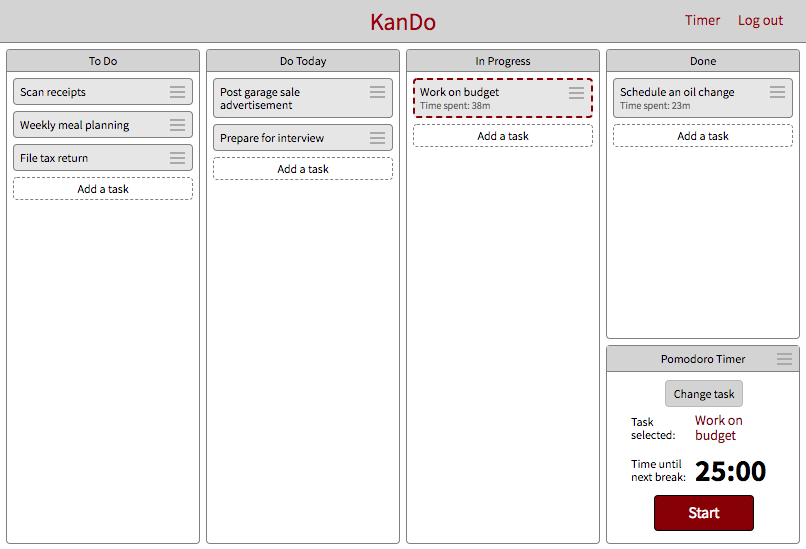 KanDo
Timer
Log out
To Do
Scan receipts
Weekly meal planning
File tax return
Add a task
Do Today
Post garage sale
advertisement
Prepare for interview
Add a task
In Progress
Work on budget
Time spent: 38m
Add a task
Done
Schedule an oil change
Time spent: 23m
Add a task
Pomodoro Timer
Change task
Task
selected:
Work on
budget
Time until
next break:
25:00
Start